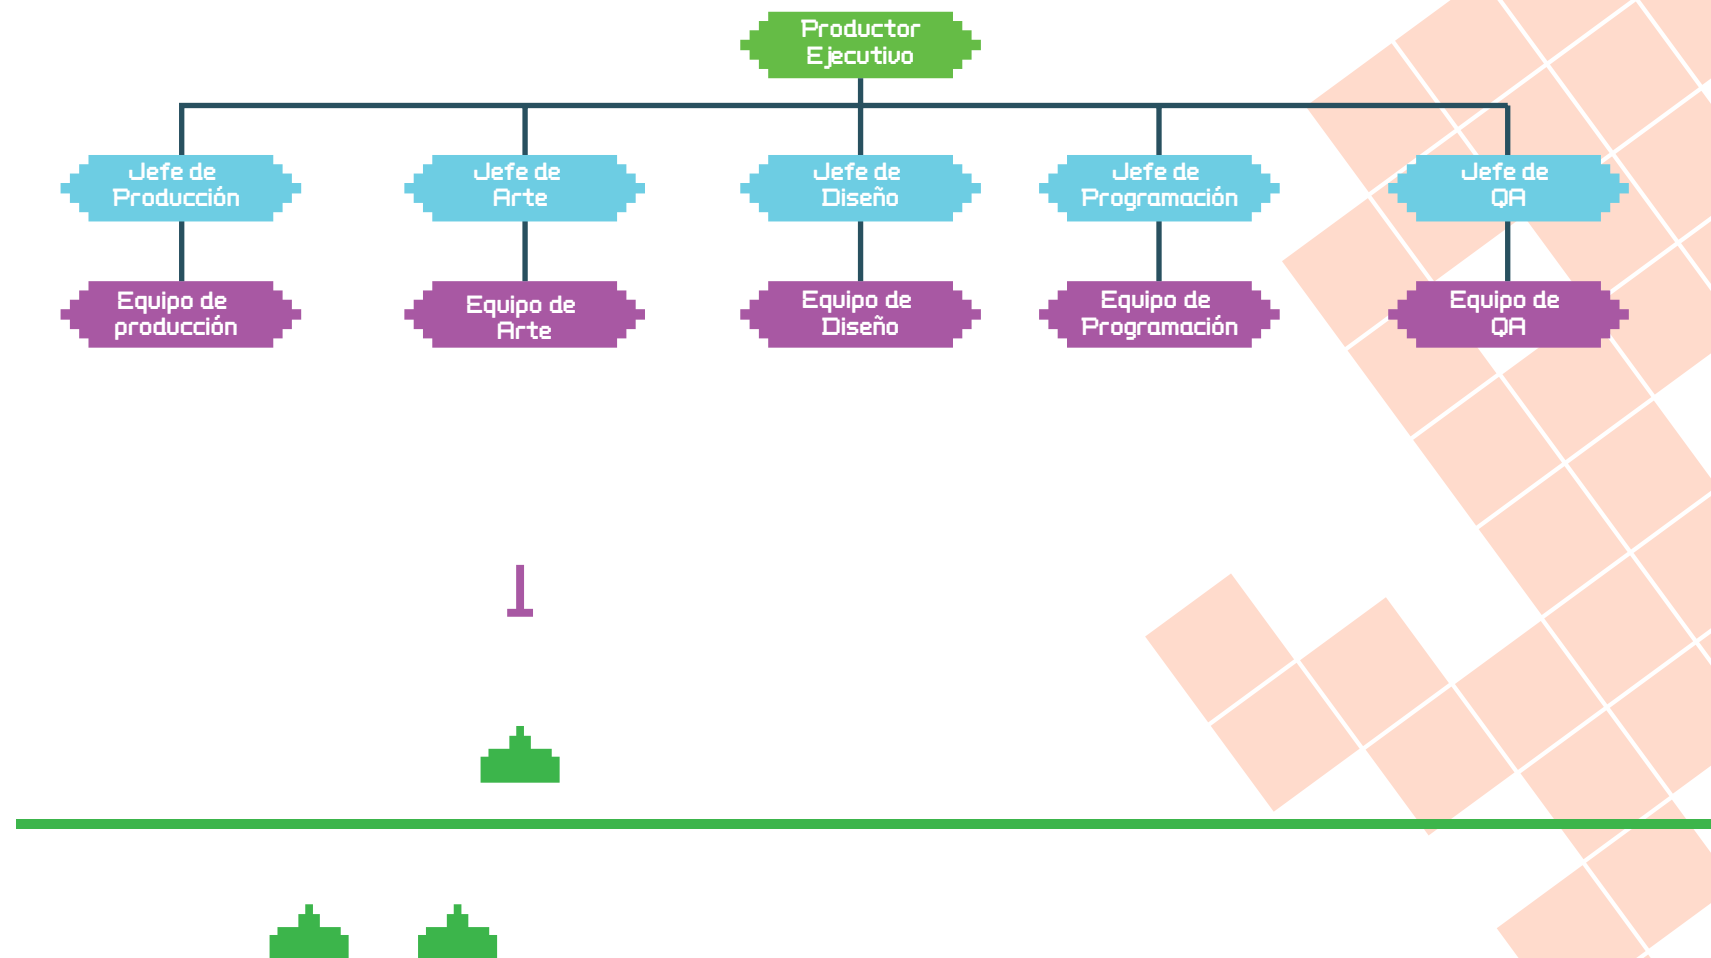 Productor
Ejecutivo
Jefe de
Producción
Jefe de
Arte
Jefe de
Diseño
Jefe de
Programación
Jefe de
QA
Equipo de
producción
Equipo de
Arte
Equipo de
Diseño
Equipo de
Programación
Equipo de
QA